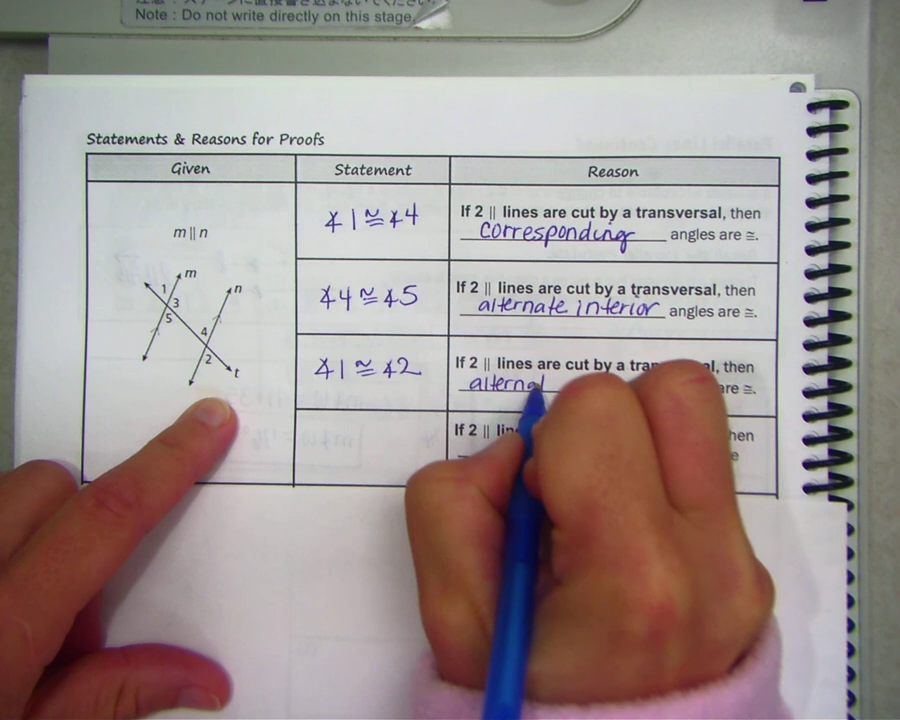 Note : Do not write directly on this stage.
Statements & Reasons for Proofs
Given Statement Reason
m || n
m
n
1
3
5
4
2
t
∡1≅∡4
If 2 || lines are cut by a transversal, then
corresponding angles are ≅.
∡4≅∡5
If 2 || lines are cut by a transversal, then
alternate interior angles are ≅.
∡1≅∡2
If 2 || lines are cut by a
then
are ≅.
If 2 ||